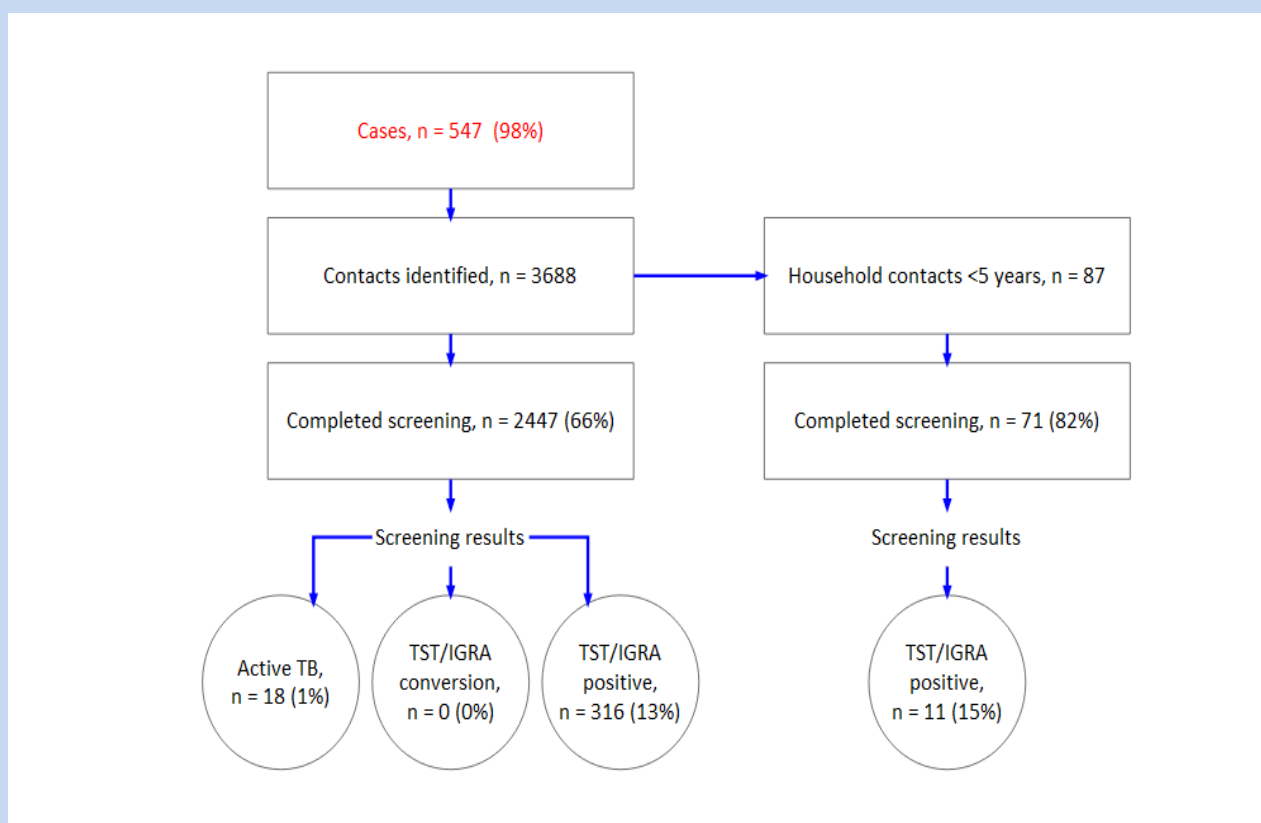 Cases, n = 547  (98%)
Contacts identified, n = 3688
Household contacts <5 years, n = 87
Completed screening, n = 2447 (66%)
Completed screening, n = 71 (82%)
Screening results
Screening results
Active TB,
n = 18 (1%)
TST/IGRA
conversion,
n = 0 (0%)
TST/IGRA
positive,
n = 316 (13%)
TST/IGRA
positive,
n = 11 (15%)